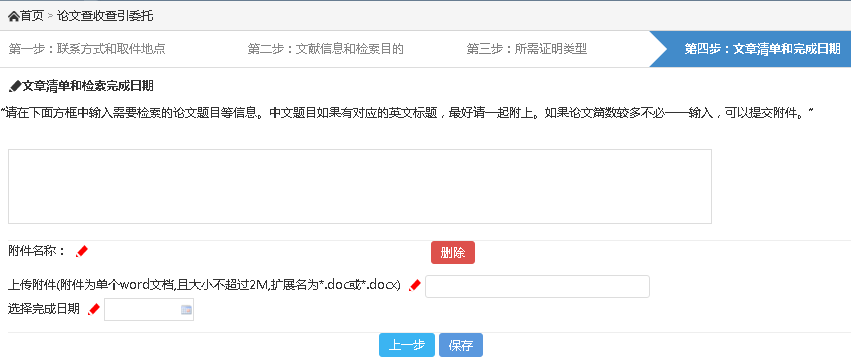 首页 > 论文查收查引委托
第一步：联系方式和取件地点 第二步：文献信息和检索目的 第三步：所需证明类型 第四步：文章清单和完成日期
文章清单和检索完成日期
“请在下面方框中输入需要检索的论文题目等信息。中文题目如果有对应的英文标题，最好请一起附上。如果论文篇数较多不必一一输入，可以提交附件。”
附件名称： 删除
上传附件(附件为单个word文档,且大小不超过2M,扩展名为*.doc或*.docx)
选择完成日期
上一步 保存